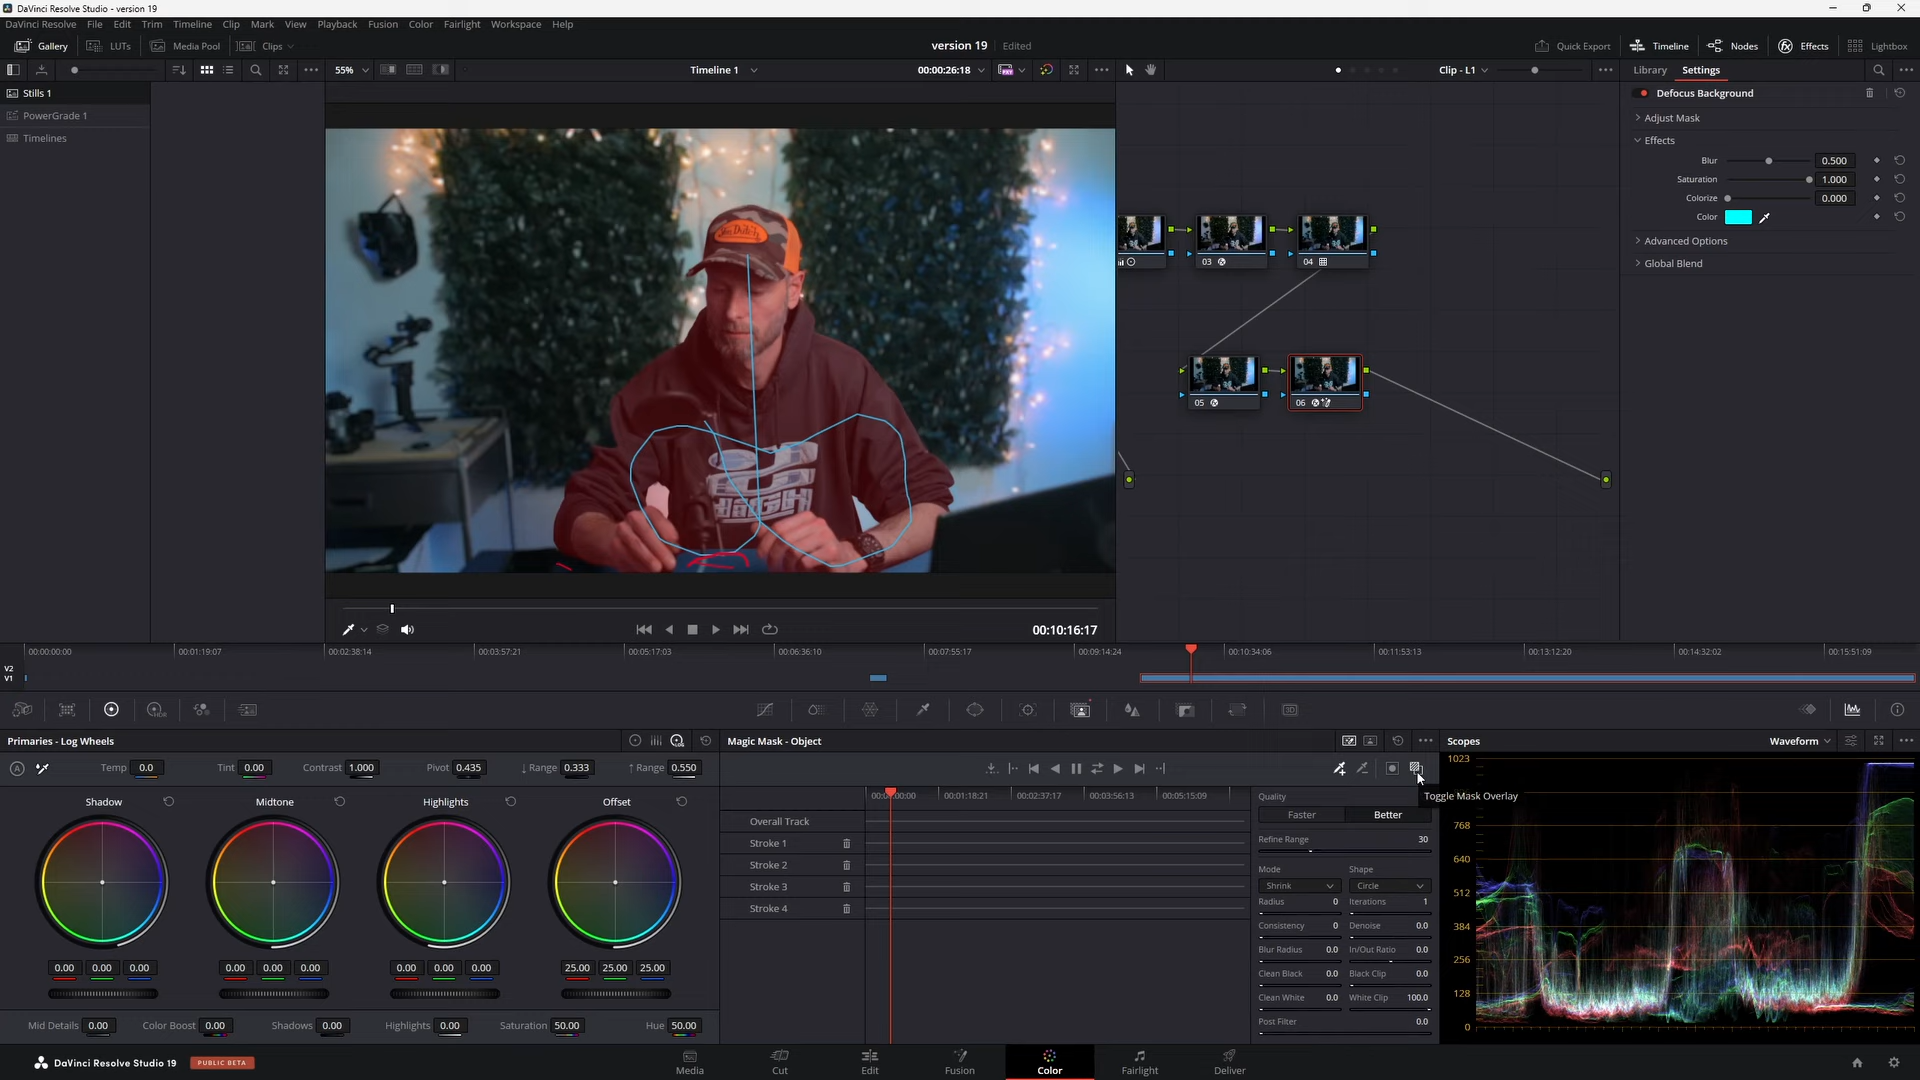 DaVinci Resolve Studio - version 19
DaVinci Resolve File Edit Trim Timeline Clip Mark View Playback Fusion Color Fairlight Workspace Help
Gallery LUTs Media Pool Clips version 19 Edited Quick Export Timeline Nodes Effects Lightbox
55% Timeline 1 00:00:26:18 Clip - L1 Library Settings
Stills 1
PowerGrade 1
Timelines
Von Dutch
03
04
05
06
Defocus Background
Adjust Mask
Effects
Blur 0.500
Saturation 1.000
Colorize 0.000
Color
Advanced Options
Global Blend
00:10:16:17
00:00:00:00 00:01:19:07 00:02:38:14 00:03:57:21 00:05:17:03 00:06:36:10 00:07:55:17 00:09:14:24 00:10:34:06 00:11:53:13 00:13:12:20 00:14:32:02 00:15:51:09
V2
V1
Primaries - Log Wheels
Temp 0.0 Tint 0.00 Contrast 1.000 Pivot 0.435 ↓ Range 0.333 ↑ Range 0.550
Shadow Midtone Highlights Offset
0.00 0.00 0.00 0.00 0.00 0.00 0.00 0.00 0.00 25.00 25.00 25.00
Mid Details 0.00 Color Boost 0.00 Shadows 0.00 Highlights 0.00 Saturation 50.00 Hue 50.00
Magic Mask - Object
00:01:18:21 00:02:37:17 00:03:56:13 00:05:15:09
Overall Track
Stroke 1
Stroke 2
Stroke 3
Stroke 4
Toggle Mask Overlay
Quality
Faster Better
Refine Range 30
Mode Shape
Shrink Circle
Radius 0 Iterations 1
Consistency 0 Denoise 0.0
Blur Radius 0.0 In/Out Ratio 0.0
Clean Black 0.0 Black Clip 0.0
Clean White 0.0 White Clip 100.0
Post Filter 0.0
Scopes Waveform
1023
768
640
512
384
256
128
0
DaVinci Resolve Studio 19 PUBLIC BETA
Media Cut Edit Fusion Color Fairlight Deliver